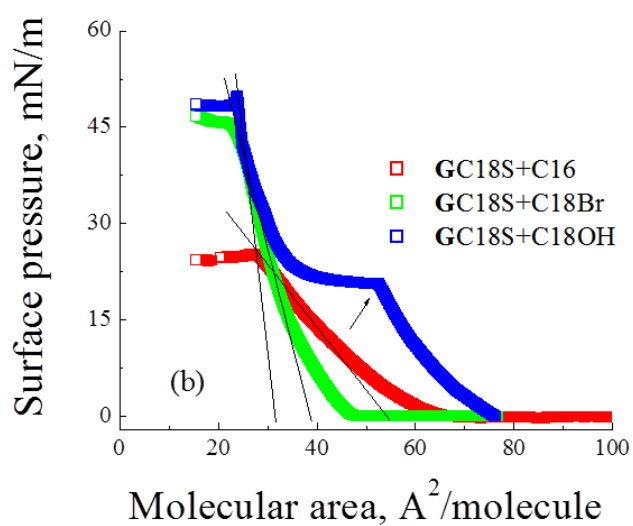 60
45
30
15
0
Surface pressure, mN/m
GC18S+C16
GC18S+C18Br
GC18S+C18OH
(b)
0 20 40 60 80 100
Molecular area, A²/molecule